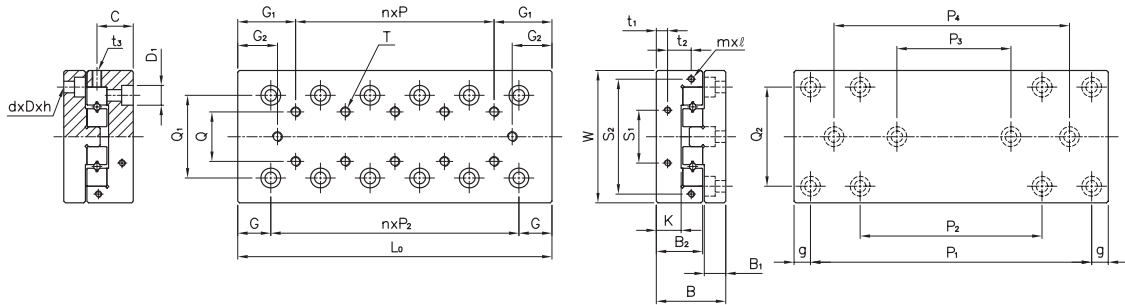 C
t₃
D₁
dxDxh
G₁
nxP
G₁
G₂
T
G₂
Q₁
Q
G
nxP₂
G
L₀
t₁
t₂
mxℓ
W
S₂
S₁
K
B₂
B₁
B
P₄
P₃
Q₂
P₂
g
P₁
g